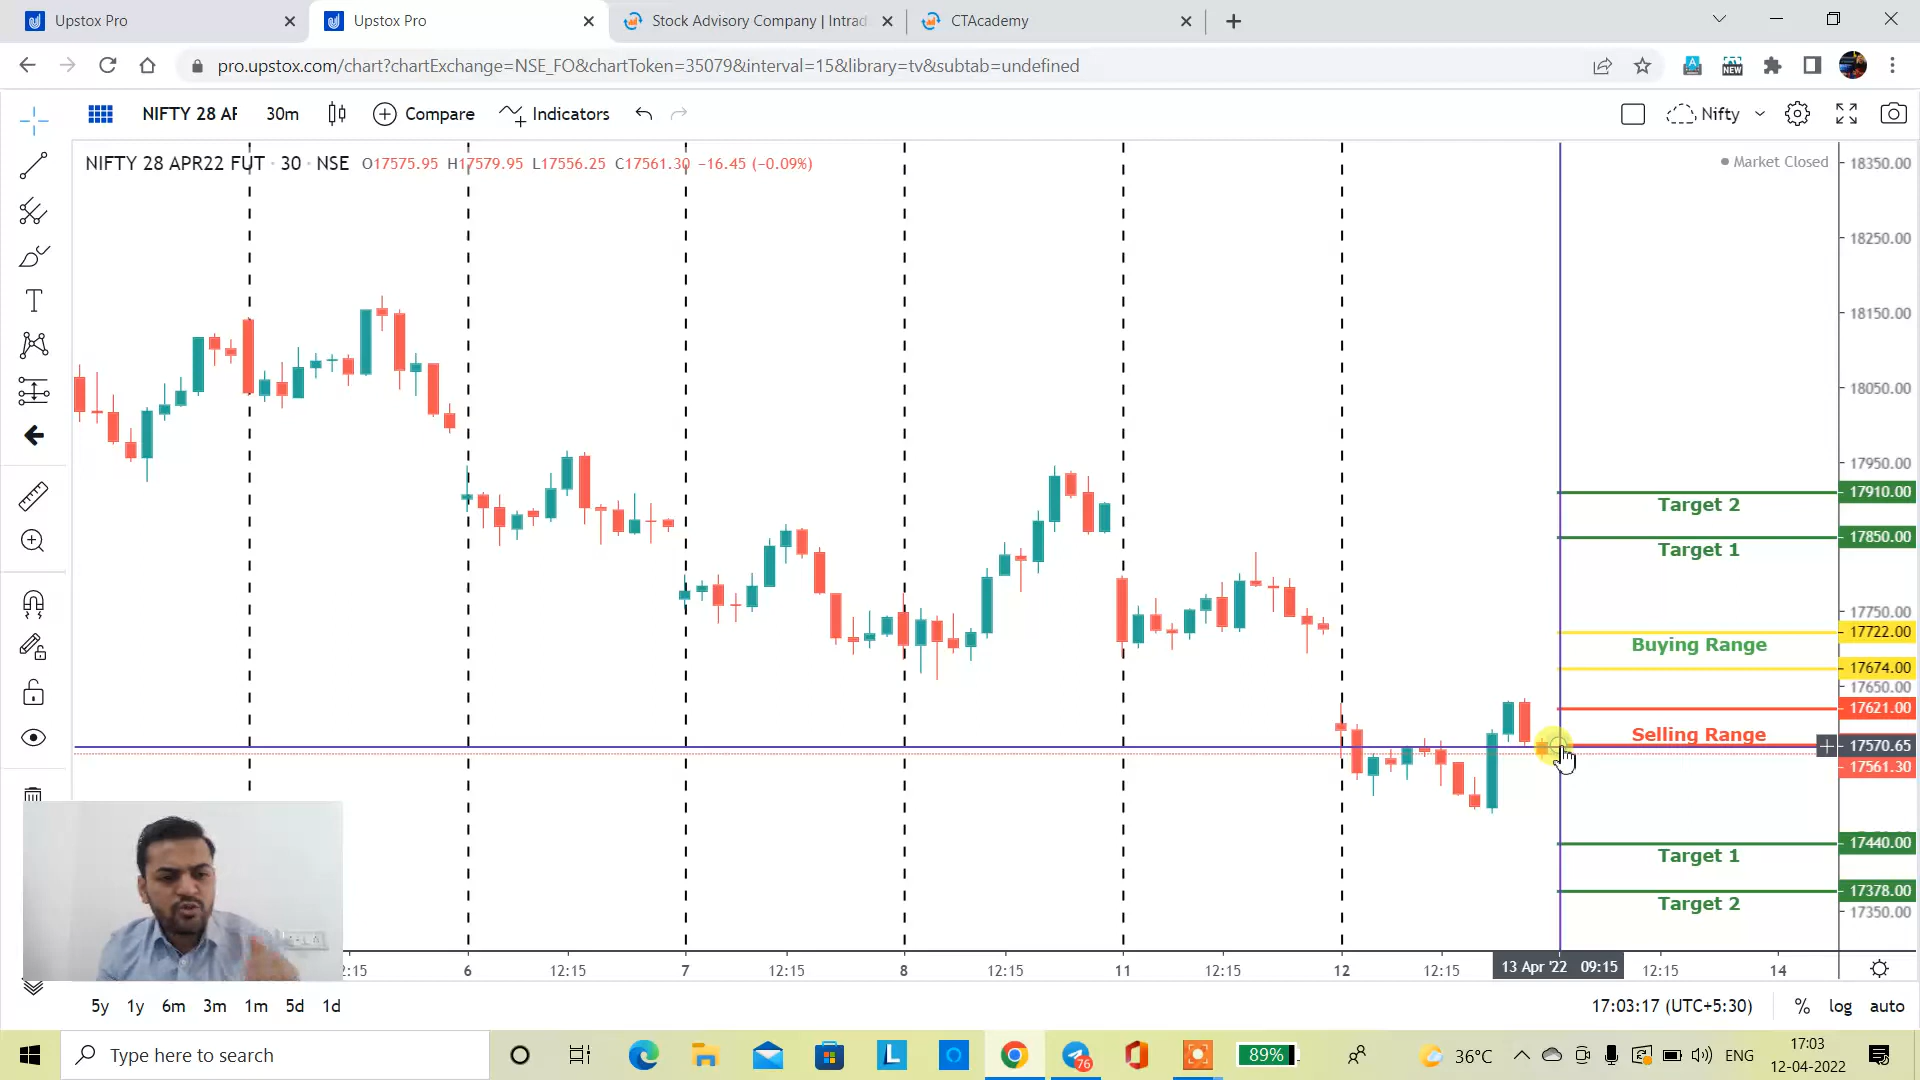 Upstox Pro
Upstox Pro
Stock Advisory Company | Intrad
CTAcademy
pro.upstox.com/chart?chartExchange=NSE_FO&chartToken=35079&interval=15&library=tv&subtab=undefined
NEW
NIFTY 28 AF
30m
Compare
Indicators
Nifty
NIFTY 28 APR22 FUT · 30 · NSE
O17575.95 H17579.95 L17556.25 C17561.30 −16.45 (−0.09%)
Market Closed
18350.00
18250.00
18150.00
18050.00
17950.00
17910.00
Target 2
17850.00
Target 1
17750.00
17722.00
Buying Range
17674.00
17650.00
17621.00
Selling Range
17570.65
17561.30
17440.00
Target 1
17378.00
Target 2
17350.00
2:15
6
12:15
7
12:15
8
12:15
11
12:15
12
12:15
13 Apr '22 09:15
12:15
14
5y 1y 6m 3m 1m 5d 1d
17:03:17 (UTC+5:30)
% log auto
Type here to search
L
76
89%
36°C
ENG
17:03
12-04-2022